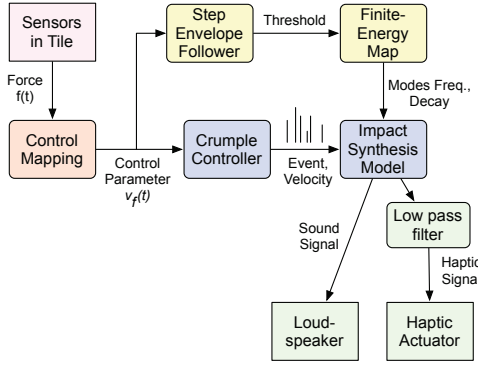 Sensors
in Tile
Step
Envelope
Follower
Threshold
Finite-
Energy
Map
Force
f(t)
Modes Freq.,
Decay
Control
Mapping
Control
Parameter
v_f(t)
Crumple
Controller
Event,
Velocity
Impact
Synthesis
Model
Sound
Signal
Low pass
filter
Haptic
Signal
Loud-
speaker
Haptic
Actuator